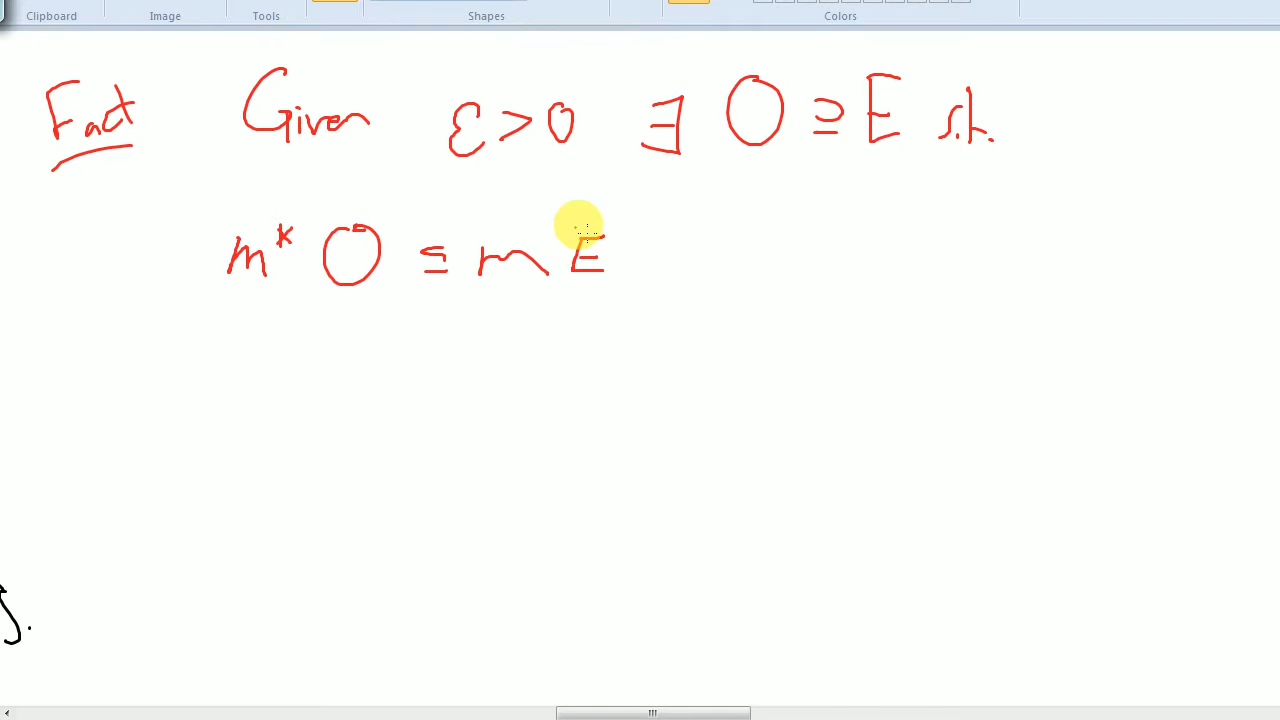 Clipboard Image Tools Shapes Colors
Fact Given ε>0 ∃ O ⊇ E s.t.
m* O ≤ m E